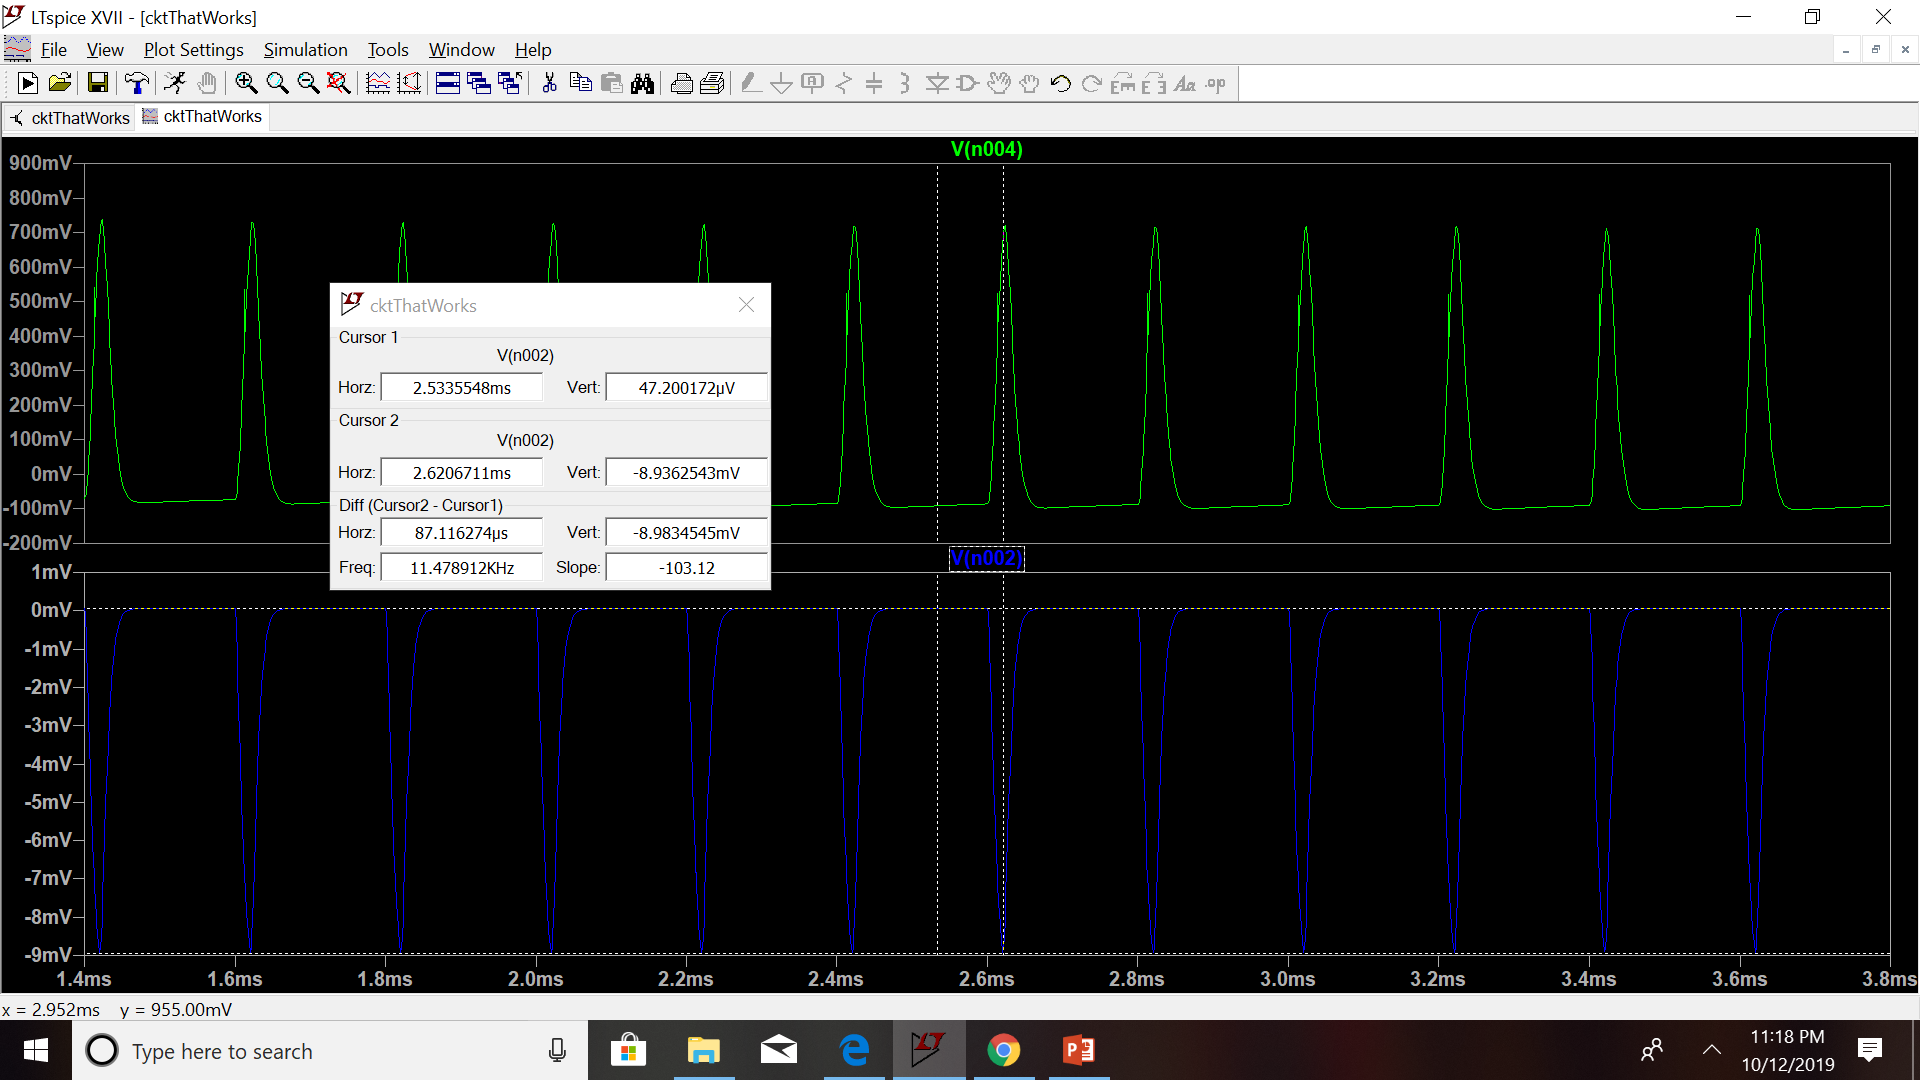 LTspice XVII - [cktThatWorks]
File View Plot Settings Simulation Tools Window Help
cktThatWorks cktThatWorks
V(n004)
900mV
800mV
700mV
600mV
500mV
400mV
300mV
200mV
100mV
0mV
-100mV
-200mV
cktThatWorks
Cursor 1
V(n002)
Horz: 2.5335548ms Vert: 47.200172µV
Cursor 2
V(n002)
Horz: 2.6206711ms Vert: -8.9362543mV
Diff (Cursor2 - Cursor1)
Horz: 87.116274µs Vert: -8.9834545mV
Freq: 11.478912KHz Slope: -103.12
V(n002)
1mV
0mV
-1mV
-2mV
-3mV
-4mV
-5mV
-6mV
-7mV
-8mV
-9mV
1.4ms 1.6ms 1.8ms 2.0ms 2.2ms 2.4ms 2.6ms 2.8ms 3.0ms 3.2ms 3.4ms 3.6ms 3.8ms
x = 2.952ms y = 955.00mV
Type here to search
11:18 PM
10/12/2019